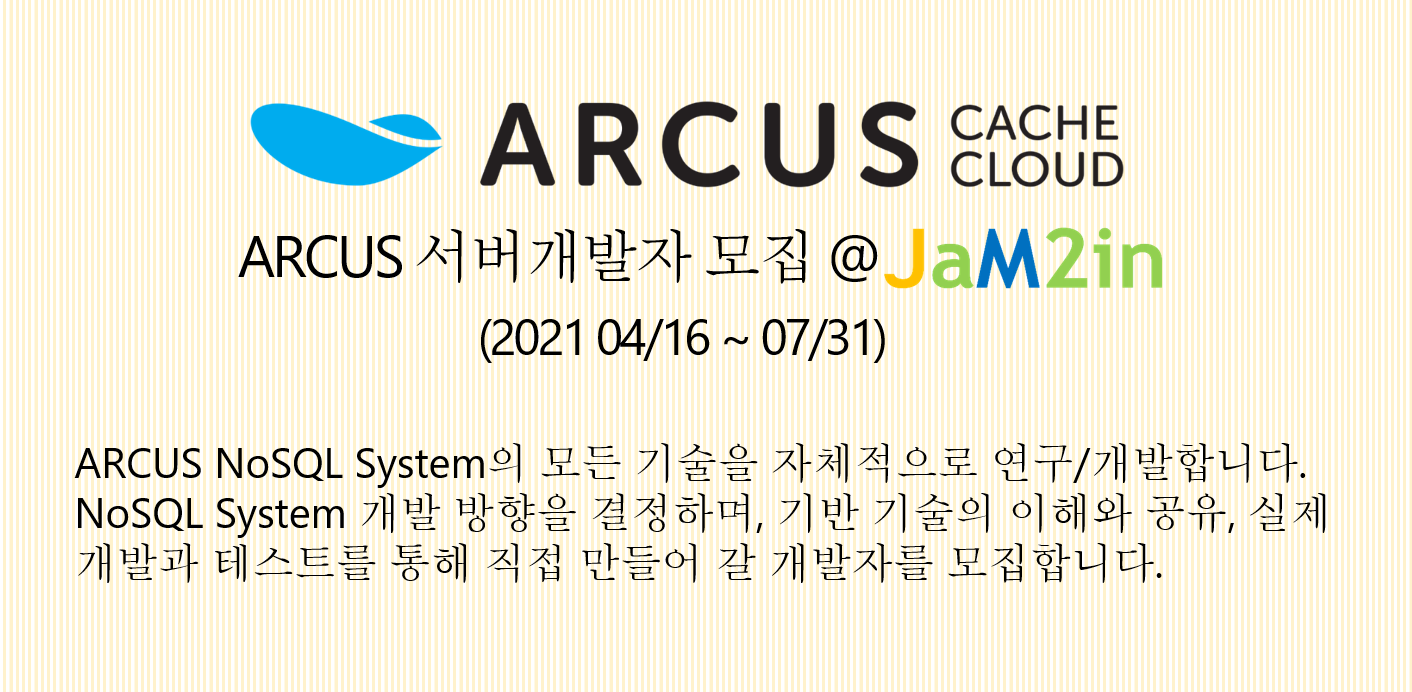 ARCUS CACHE
CLOUD
ARCUS 서버개발자 모집 @JaM2in
(2021 04/16 ~ 07/31)
ARCUS NoSQL System의 모든 기술을 자체적으로 연구/개발합니다.
NoSQL System 개발 방향을 결정하며, 기반 기술의 이해와 공유, 실제
개발과 테스트를 통해 직접 만들어 갈 개발자를 모집합니다.